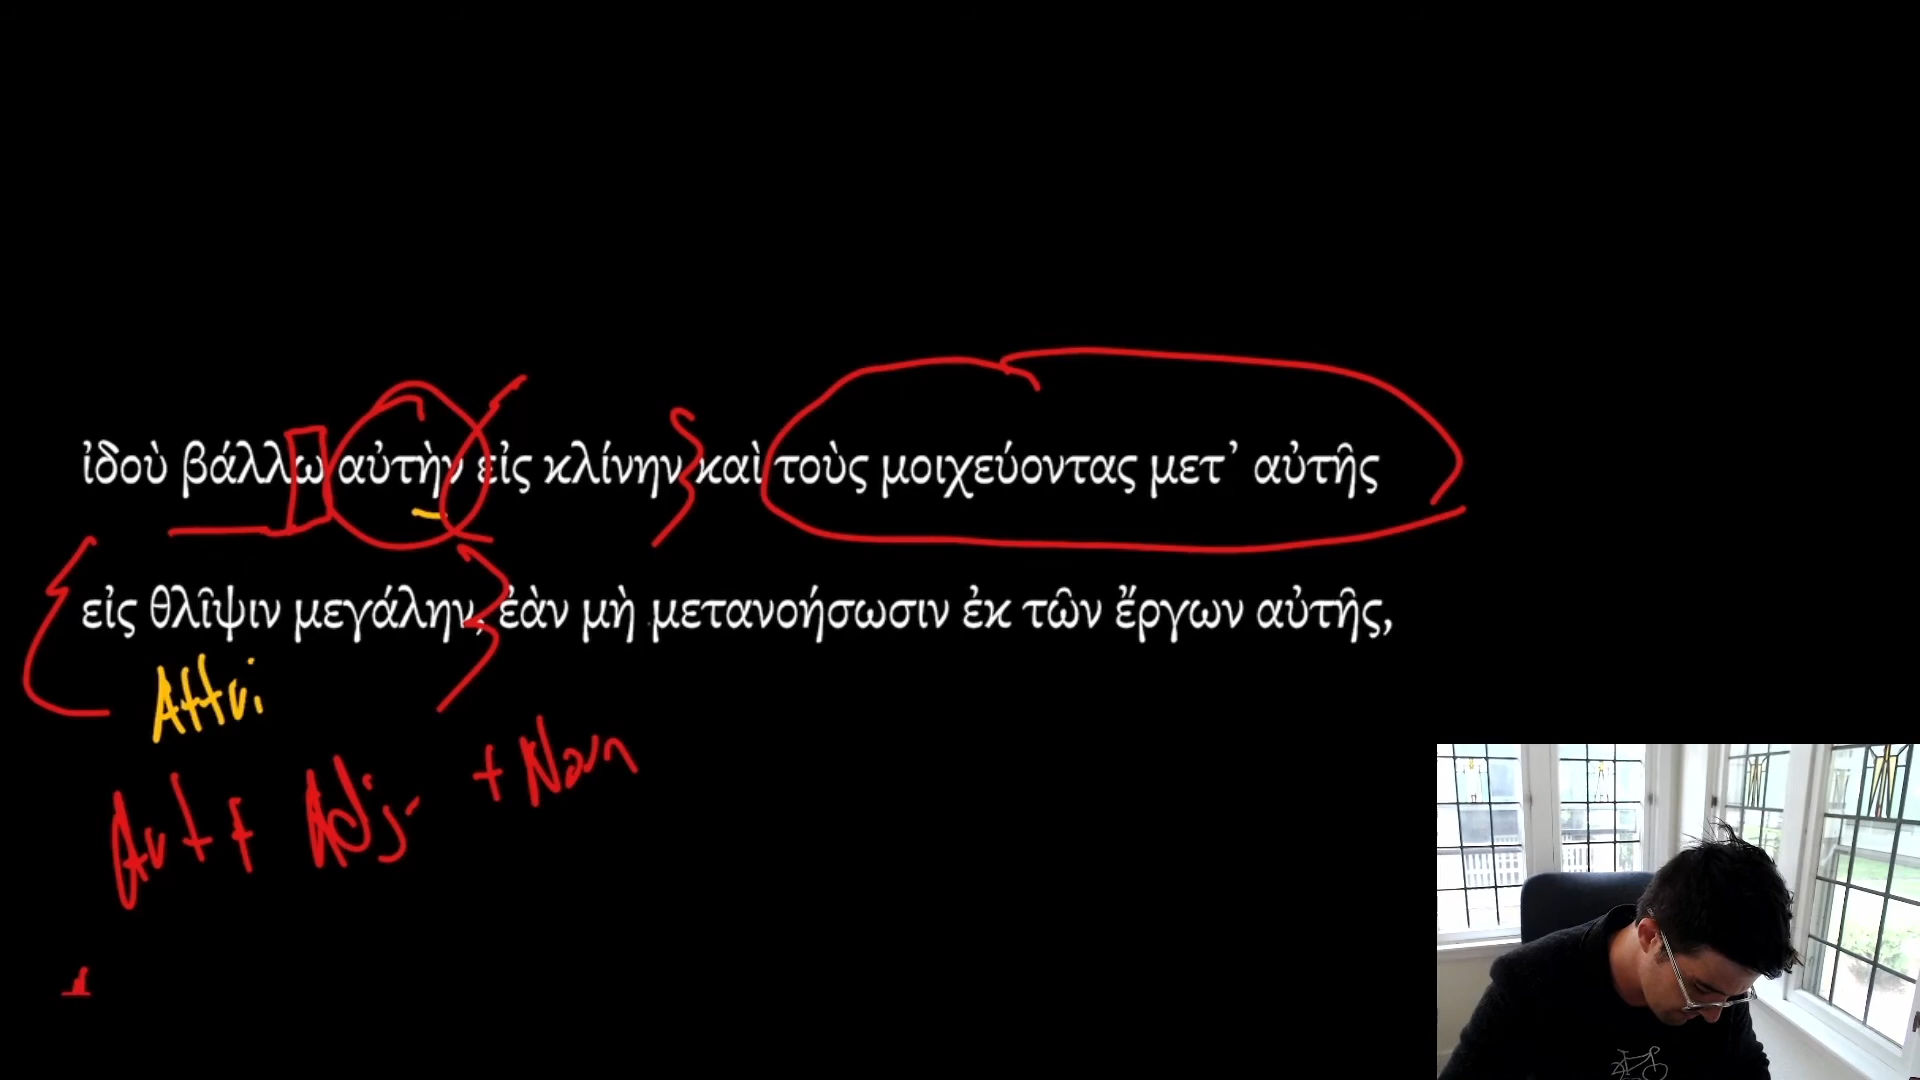 ἰδοὺ βάλλω αὐτὴν εἰς κλίνην καὶ τοὺς μοιχεύοντας μετ’ αὐτῆς
εἰς θλῖψιν μεγάλην, ἐὰν μὴ μετανοήσωσιν ἐκ τῶν ἔργων αὐτῆς,
+ Adj + Noun